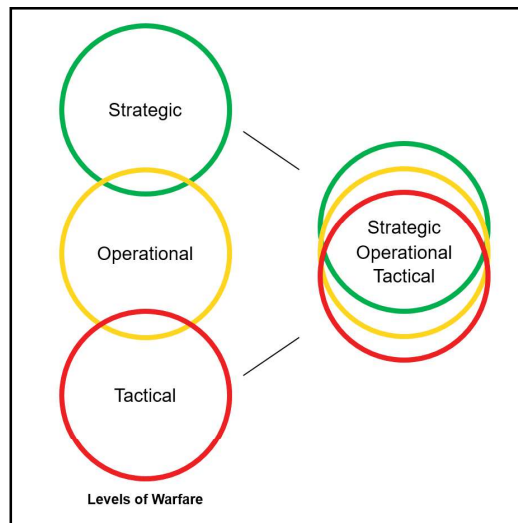 Strategic
Operational
Tactical
Strategic
Operational
Tactical
Levels of Warfare